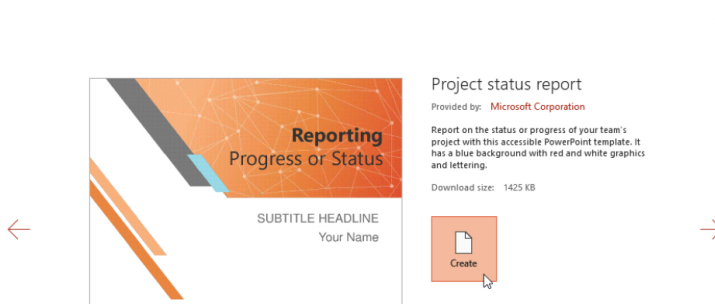 Project status report
Provided by: Microsoft Corporation
Report on the status or progress of your team's
project with this accessible PowerPoint template. It
has a blue background with red and white graphics
and lettering.
Download size: 1425 KB
Create
Reporting
Progress or Status
SUBTITLE HEADLINE
Your Name